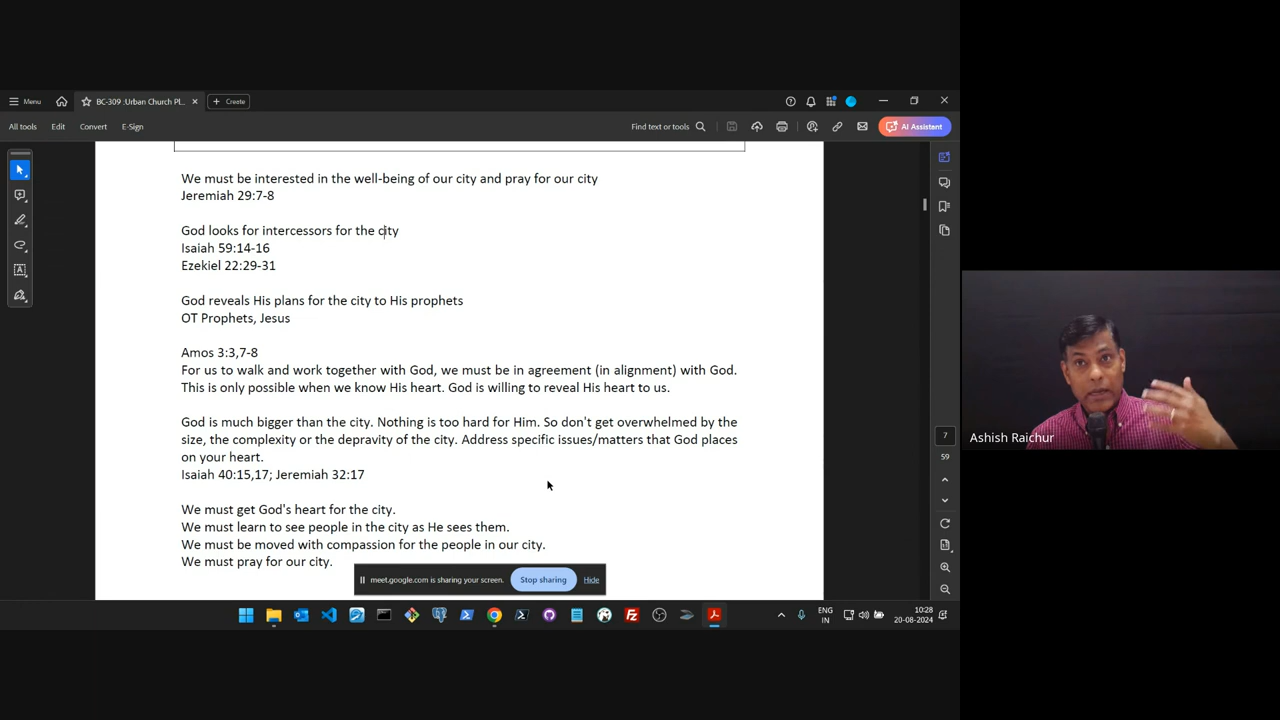 Menu
BC-309 :Urban Church Pl...
Create
All tools
Edit
Convert
E-Sign
Find text or tools
AI Assistant
We must be interested in the well-being of our city and pray for our city
Jeremiah 29:7-8
God looks for intercessors for the city
Isaiah 59:14-16
Ezekiel 22:29-31
God reveals His plans for the city to His prophets
OT Prophets, Jesus
Amos 3:3,7-8
For us to walk and work together with God, we must be in agreement (in alignment) with God.
This is only possible when we know His heart. God is willing to reveal His heart to us.
God is much bigger than the city. Nothing is too hard for Him. So don't get overwhelmed by the
size, the complexity or the depravity of the city. Address specific issues/matters that God places
on your heart.
Isaiah 40:15,17; Jeremiah 32:17
We must get God's heart for the city.
We must learn to see people in the city as He sees them.
We must be moved with compassion for the people in our city.
We must pray for our city.
7
59
meet.google.com is sharing your screen.
Stop sharing
Hide
ENG
IN
10:28
20-08-2024
Ashish Raichur